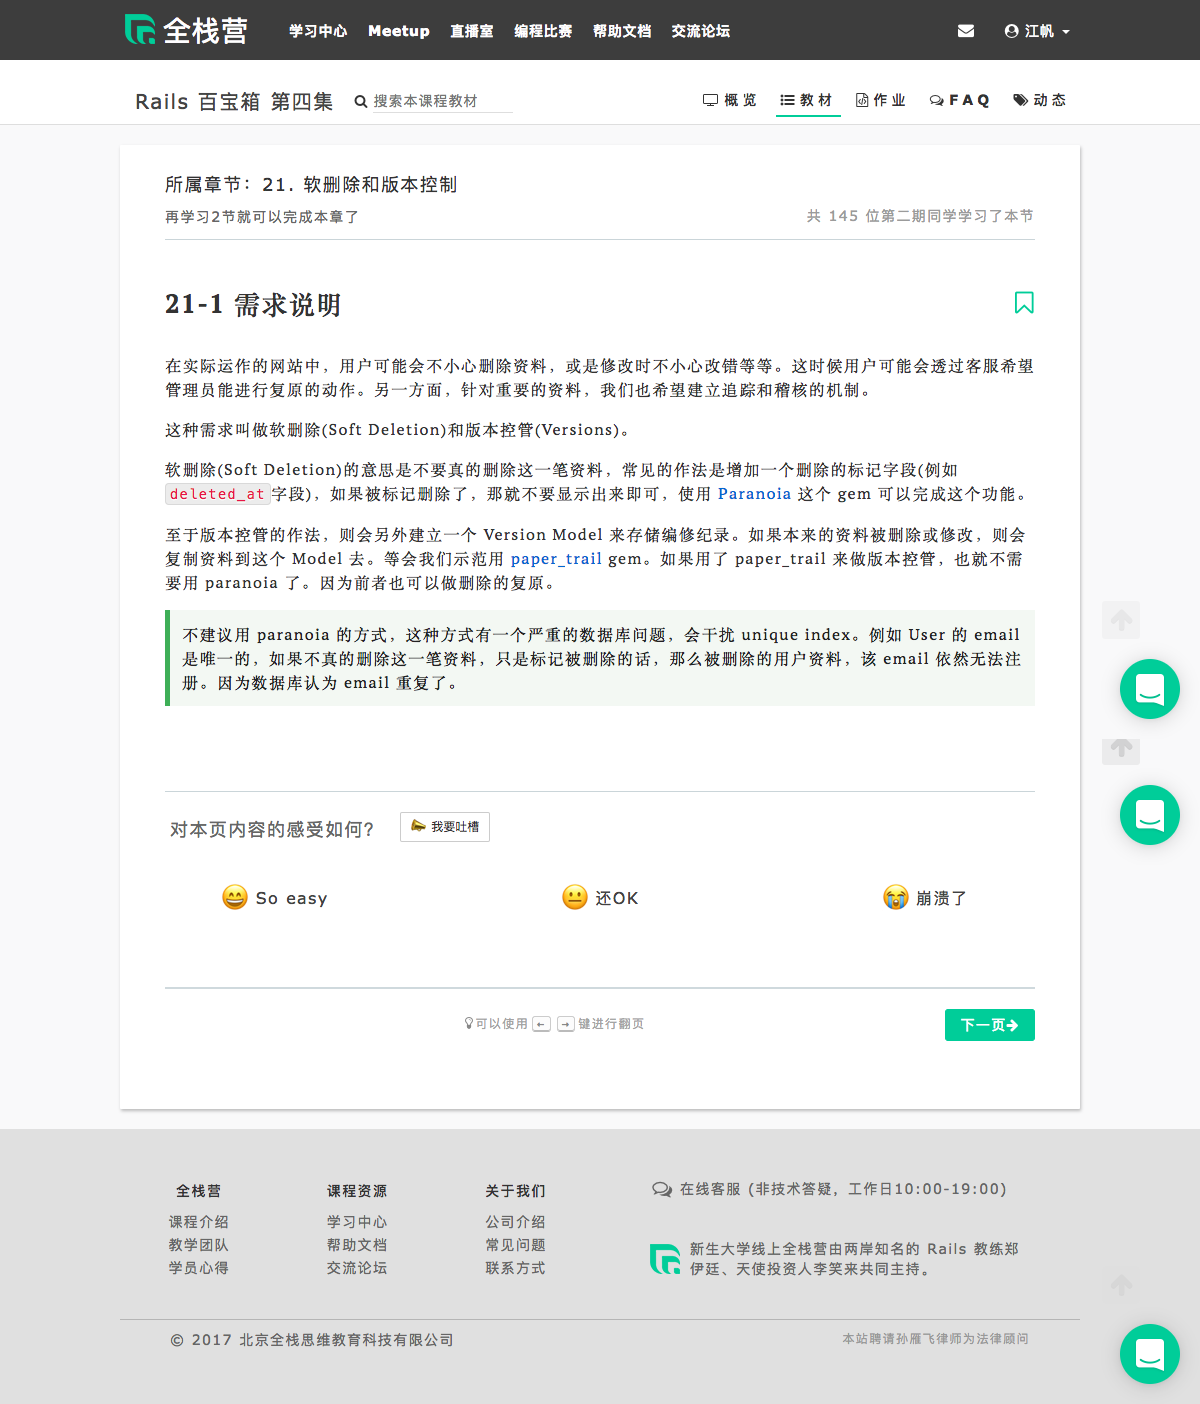 全栈营 学习中心 Meetup 直播室 编程比赛 帮助文档 交流论坛 江帆
Rails 百宝箱 第四集 搜索本课程教材 概览 教材 作业 FAQ 动态
所属章节：21. 软删除和版本控制
再学习2节就可以完成本章了 共 145 位第二期同学学习了本节
21-1 需求说明
在实际运作的网站中，用户可能会不小心删除资料，或是修改时不小心改错等等。这时候用户可能会透过客服希望
管理员能进行复原的动作。另一方面，针对重要的资料，我们也希望建立追踪和稽核的机制。
这种需求叫做软删除(Soft Deletion)和版本控管(Versions)。
软删除(Soft Deletion)的意思是不要真的删除这一笔资料，常见的作法是增加一个删除的标记字段(例如
deleted_at字段)，如果被标记删除了，那就不要显示出来即可，使用 Paranoia 这个 gem 可以完成这个功能。
至于版本控管的作法，则会另外建立一个 Version Model 来存储编修纪录。如果本来的资料被删除或修改，则会
复制资料到这个 Model 去。等会我们示范用 paper_trail gem。如果用了 paper_trail 来做版本控管，也就不需
要用 paranoia 了。因为前者也可以做删除的复原。
不建议用 paranoia 的方式，这种方式有一个严重的数据库问题，会干扰 unique index。例如 User 的 email
是唯一的，如果不真的删除这一笔资料，只是标记被删除的话，那么被删除的用户资料，该 email 依然无法注
册。因为数据库认为 email 重复了。
对本页内容的感受如何? 我要吐槽
So easy 还OK 崩溃了
可以使用 ← → 键进行翻页 下一页
全栈营 课程资源 关于我们 在线客服 (非技术答疑，工作日10:00-19:00)
课程介绍 学习中心 公司介绍
教学团队 帮助文档 常见问题 新生大学线上全栈营由两岸知名的 Rails 教练郑
学员心得 交流论坛 联系方式 伊廷、天使投资人李笑来共同主持。
© 2017 北京全栈思维教育科技有限公司 本站聘请孙雁飞律师为法律顾问